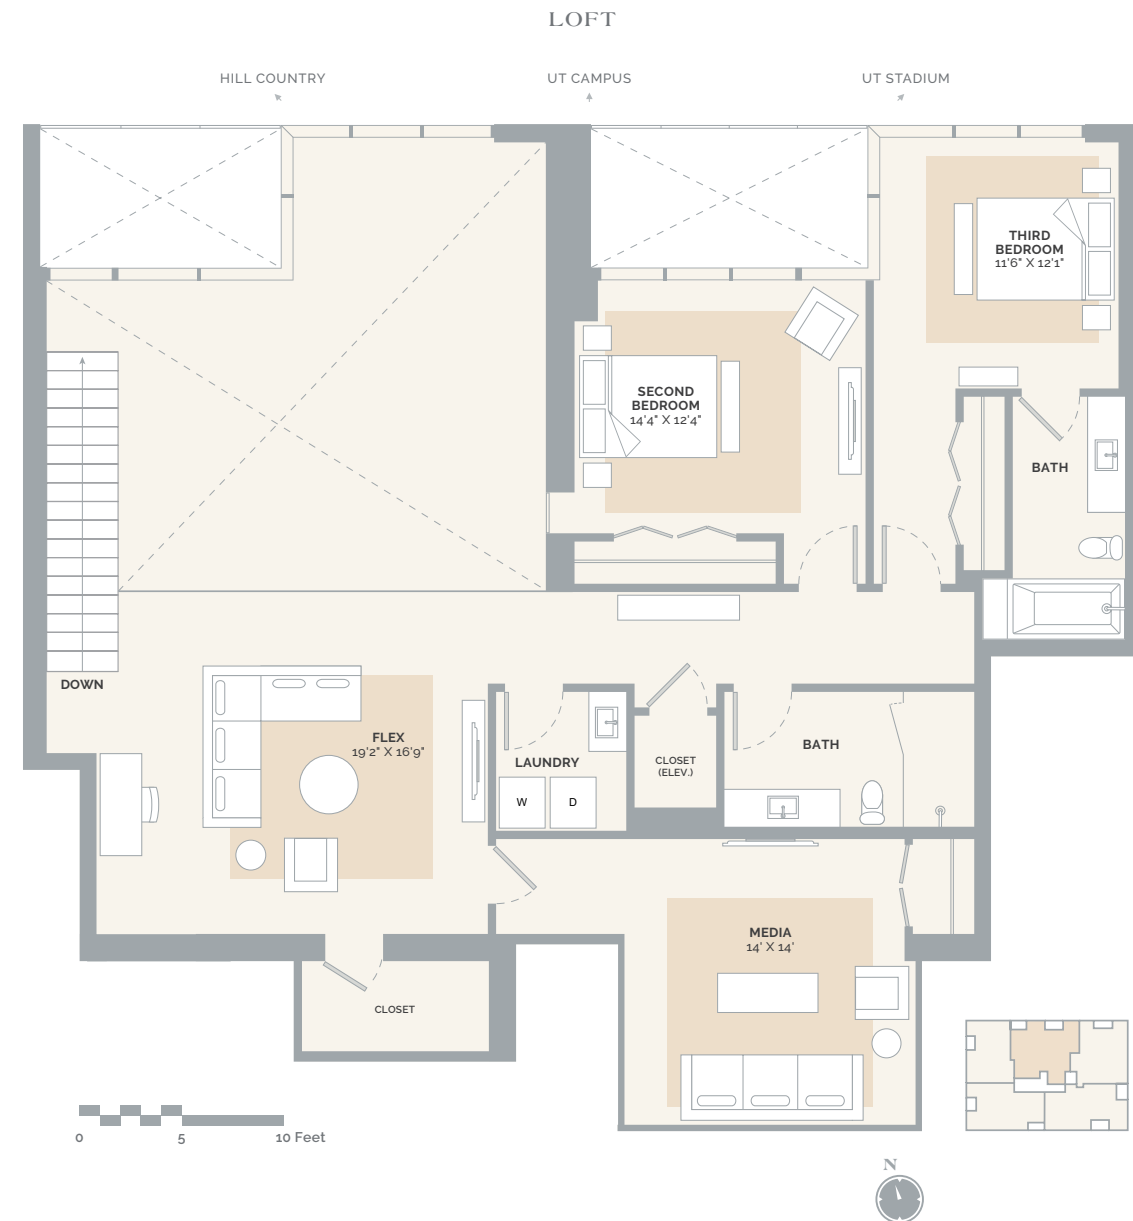 LOFT
HILL COUNTRY
UT CAMPUS
UT STADIUM
THIRD
BEDROOM
11'6" X 12'1"
SECOND
BEDROOM
14'4" X 12'4"
BATH
DOWN
FLEX
19'2" X 16'9"
LAUNDRY
W
D
CLOSET
(ELEV.)
BATH
MEDIA
14' X 14'
CLOSET
0
5
10 Feet
N